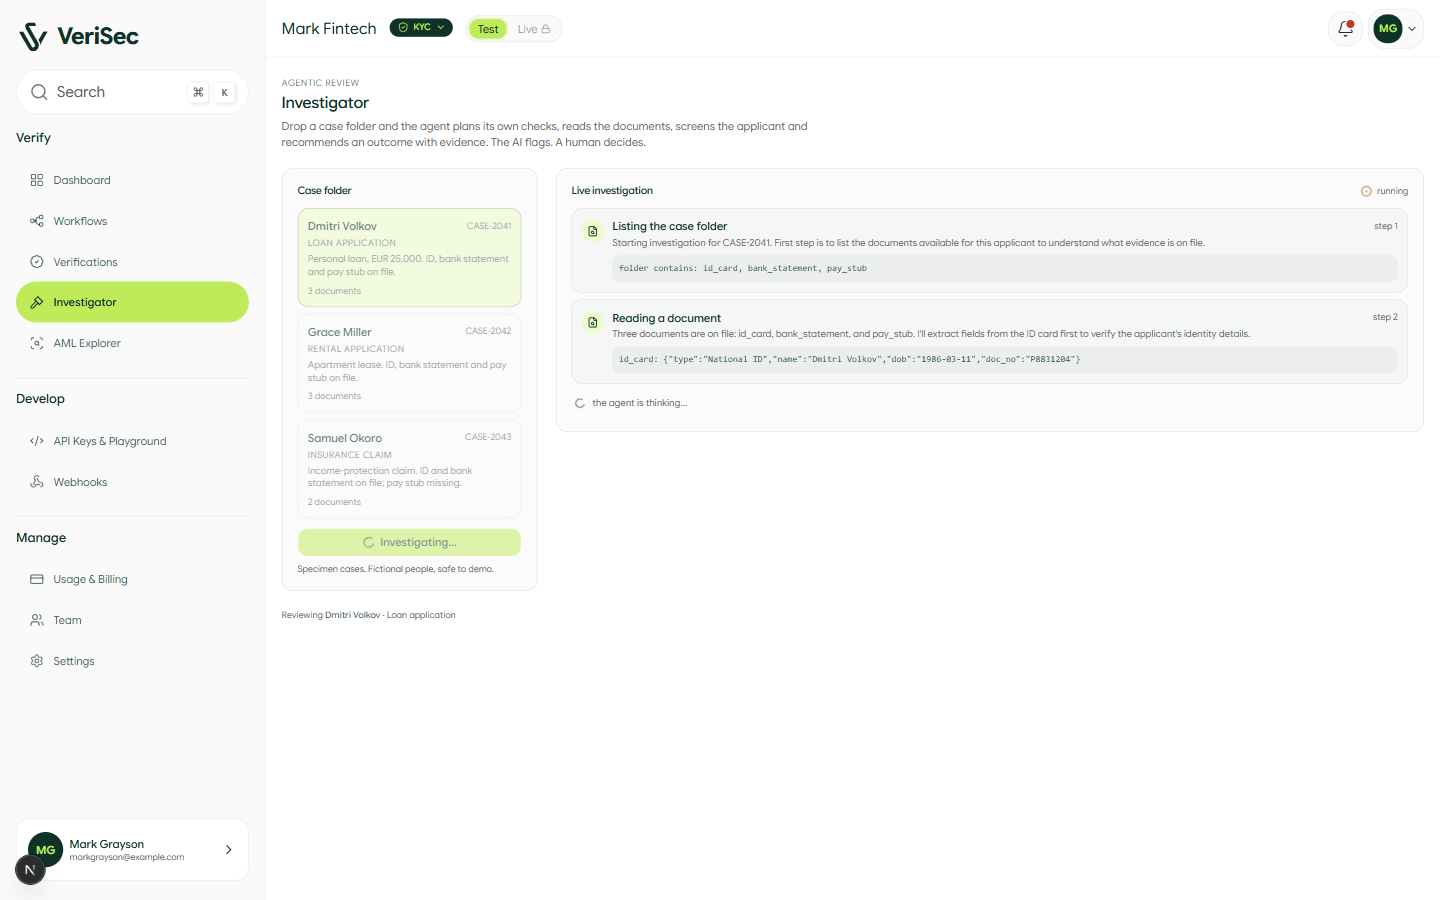 VeriSec
Search
⌘ K
Verify
Dashboard
Workflows
Verifications
Investigator
AML Explorer
Develop
API Keys & Playground
Webhooks
Manage
Usage & Billing
Team
Settings
MG
Mark Grayson
markgrayson@example.com
N
Mark Fintech
KYC
Test
Live
MG
AGENTIC REVIEW
Investigator
Drop a case folder and the agent plans its own checks, reads the documents, screens the applicant and
recommends an outcome with evidence. The AI flags. A human decides.
Case folder
Dmitri Volkov CASE-2041
LOAN APPLICATION
Personal loan, EUR 25,000. ID, bank statement
and pay stub on file.
3 documents
Grace Miller CASE-2042
RENTAL APPLICATION
Apartment lease. ID, bank statement and pay
stub on file.
3 documents
Samuel Okoro CASE-2043
INSURANCE CLAIM
Income-protection claim. ID and bank
statement on file; pay stub missing.
2 documents
Investigating...
Specimen cases. Fictional people, safe to demo.
Reviewing Dmitri Volkov · Loan application
Live investigation
running
Listing the case folder
step 1
Starting investigation for CASE-2041. First step is to list the documents available for this applicant to understand what evidence is on file.
folder contains: id_card, bank_statement, pay_stub
Reading a document
step 2
Three documents are on file: id_card, bank_statement, and pay_stub. I'll extract fields from the ID card first to verify the applicant's identity details.
id_card: {"type":"National ID","name":"Dmitri Volkov","dob":"1986-03-11","doc_no":"P8831204"}
the agent is thinking...